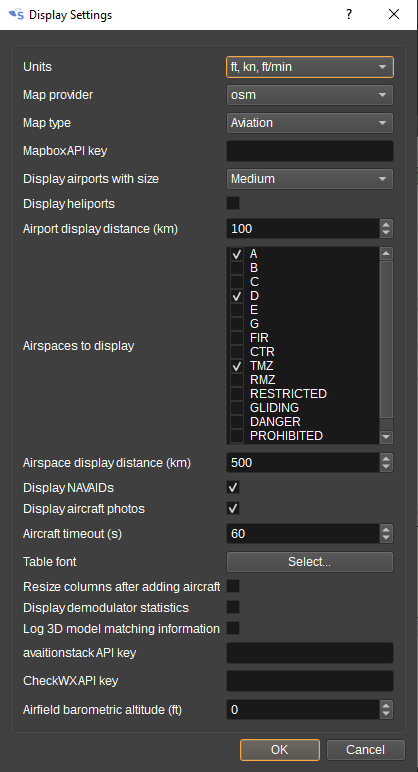 Display Settings
?
Units ft, kn, ft/min
Map provider osm
Map type Aviation
Mapbox API key
Display airports with size Medium
Display heliports
Airport display distance (km) 100
A
B
C
D
E
G
FIR
CTR
Airspaces to display
TMZ
RMZ
RESTRICTED
GLIDING
DANGER
PROHIBITED
Airspace display distance (km) 500
Display NAVAIDs
Display aircraft photos
Aircraft timeout (s) 60
Table font Select...
Resize columns after adding aircraft
Display demodulator statistics
Log 3D model matching information
avaitionstack API key
CheckWX API key
Airfield barometric altitude (ft) 0
OK Cancel